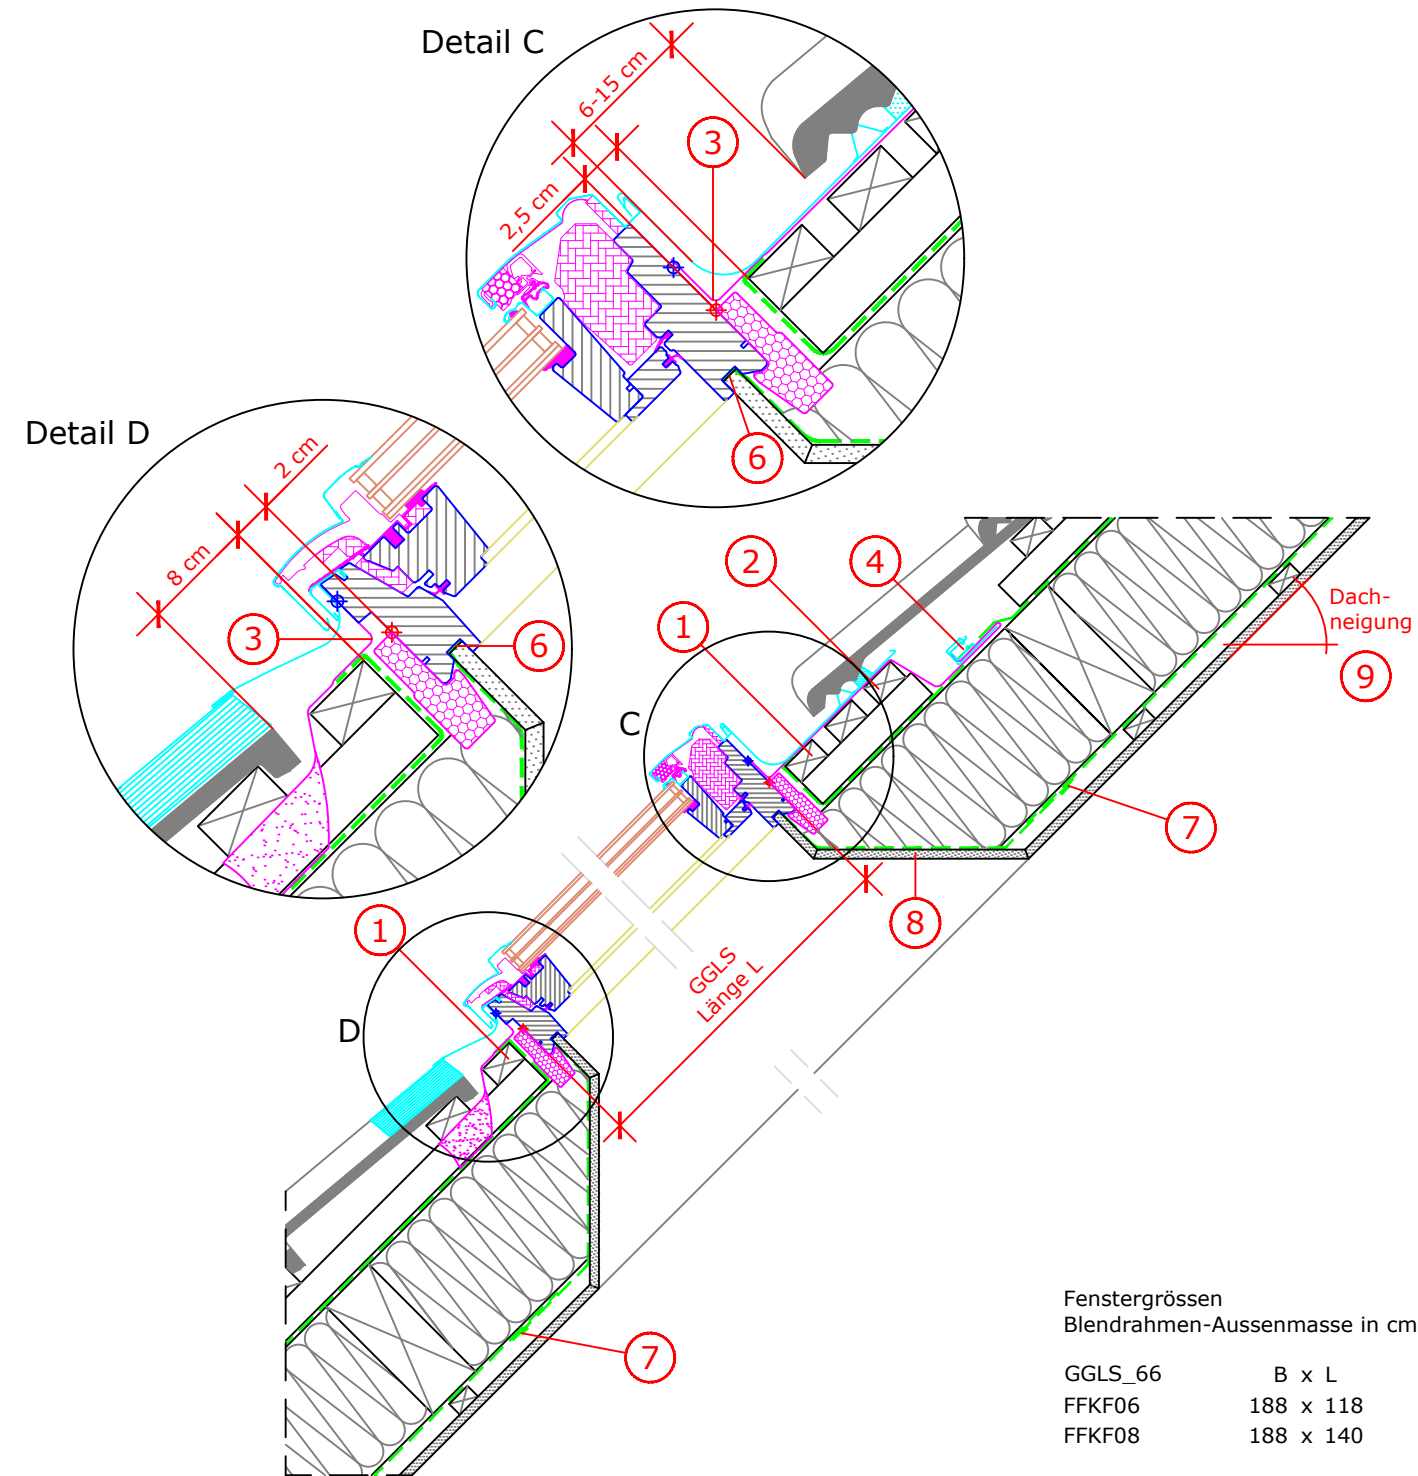 Detail C
6-15 cm
3
2,5 cm
6
Detail D
2 cm
8 cm
3
6
2
4
1
Dach-
neigung
9
C
7
8
1
GGLS
Länge L
D
7
Fenstergrössen
Blendrahmen-Aussenmasse in cm
GGLS_66 B x L
FFKF06 188 x 118
FFKF08 188 x 140